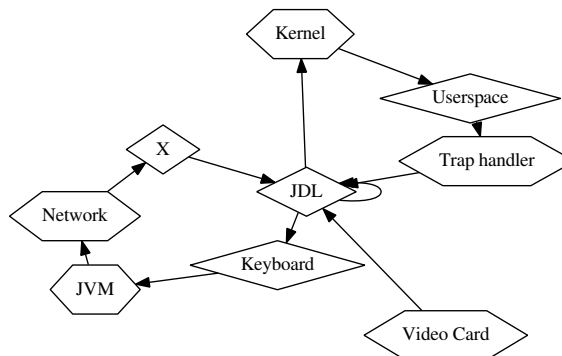 Kernel
Userspace
X
Trap handler
JDL
Network
Keyboard
JVM
Video Card